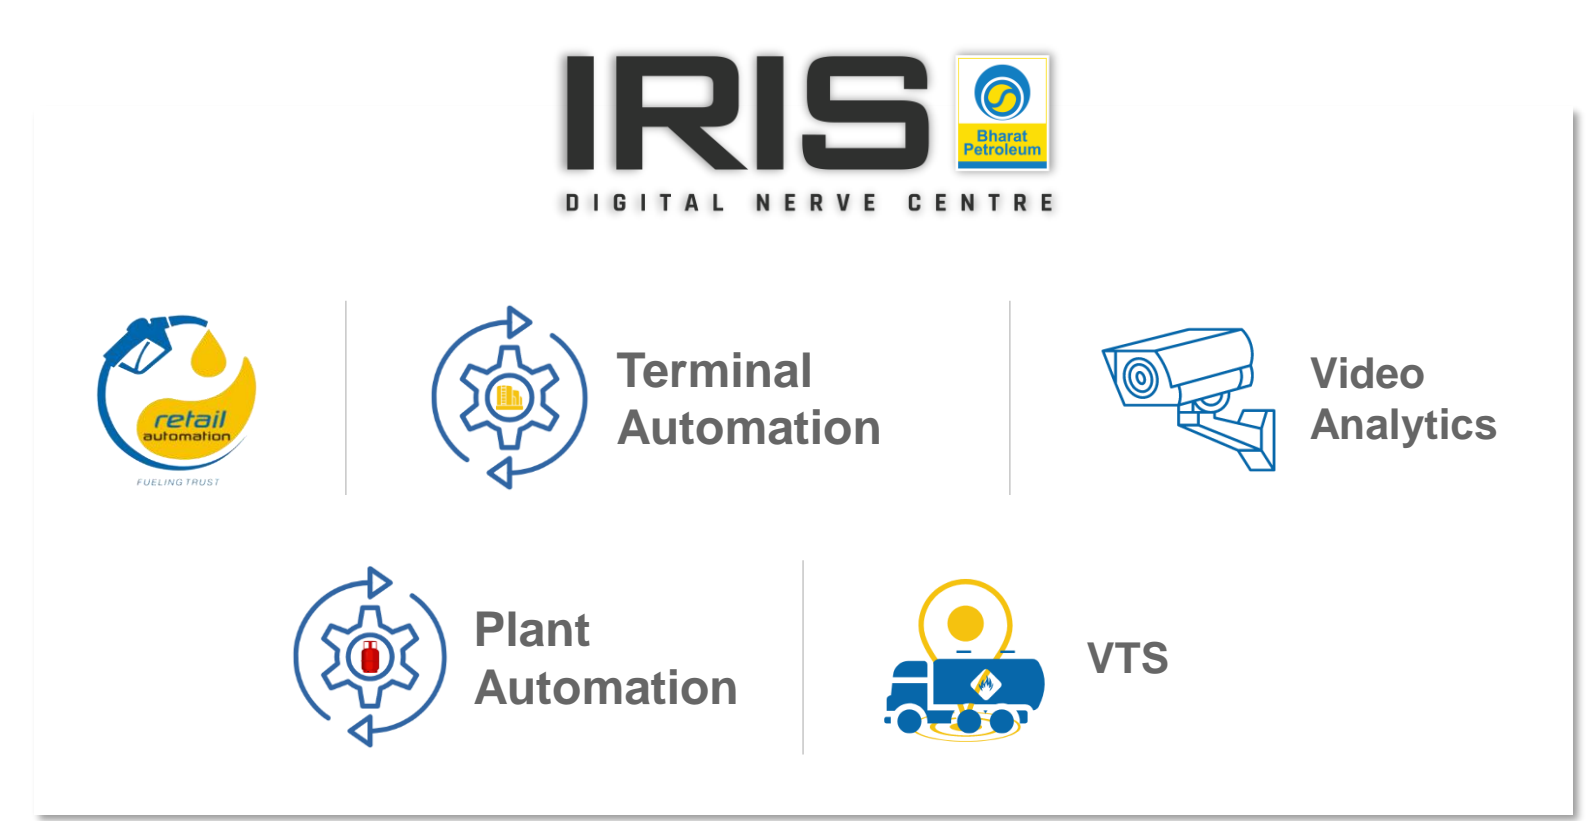 IRIS
Bharat
Petroleum
DIGITAL NERVE CENTRE
retail
automation
FUELING TRUST
Terminal
Automation
Video
Analytics
Plant
Automation
VTS